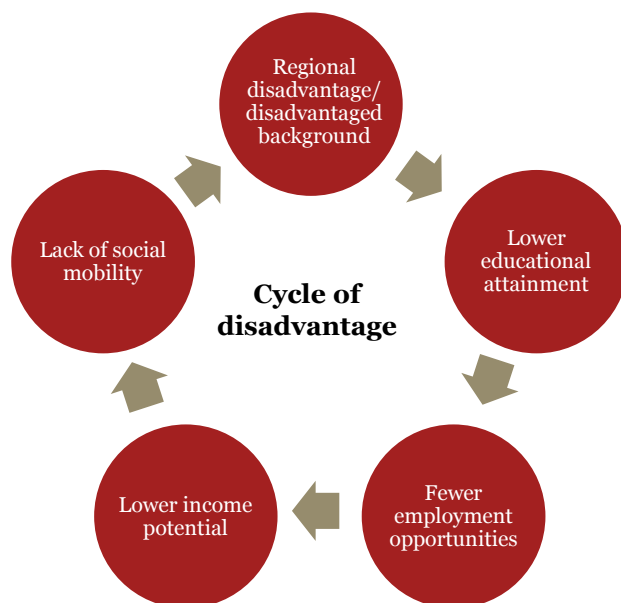 Regional
disadvantage/
disadvantaged
background
Lower
educational
attainment
Fewer
employment
opportunities
Lower income
potential
Lack of social
mobility
Cycle of
disadvantage